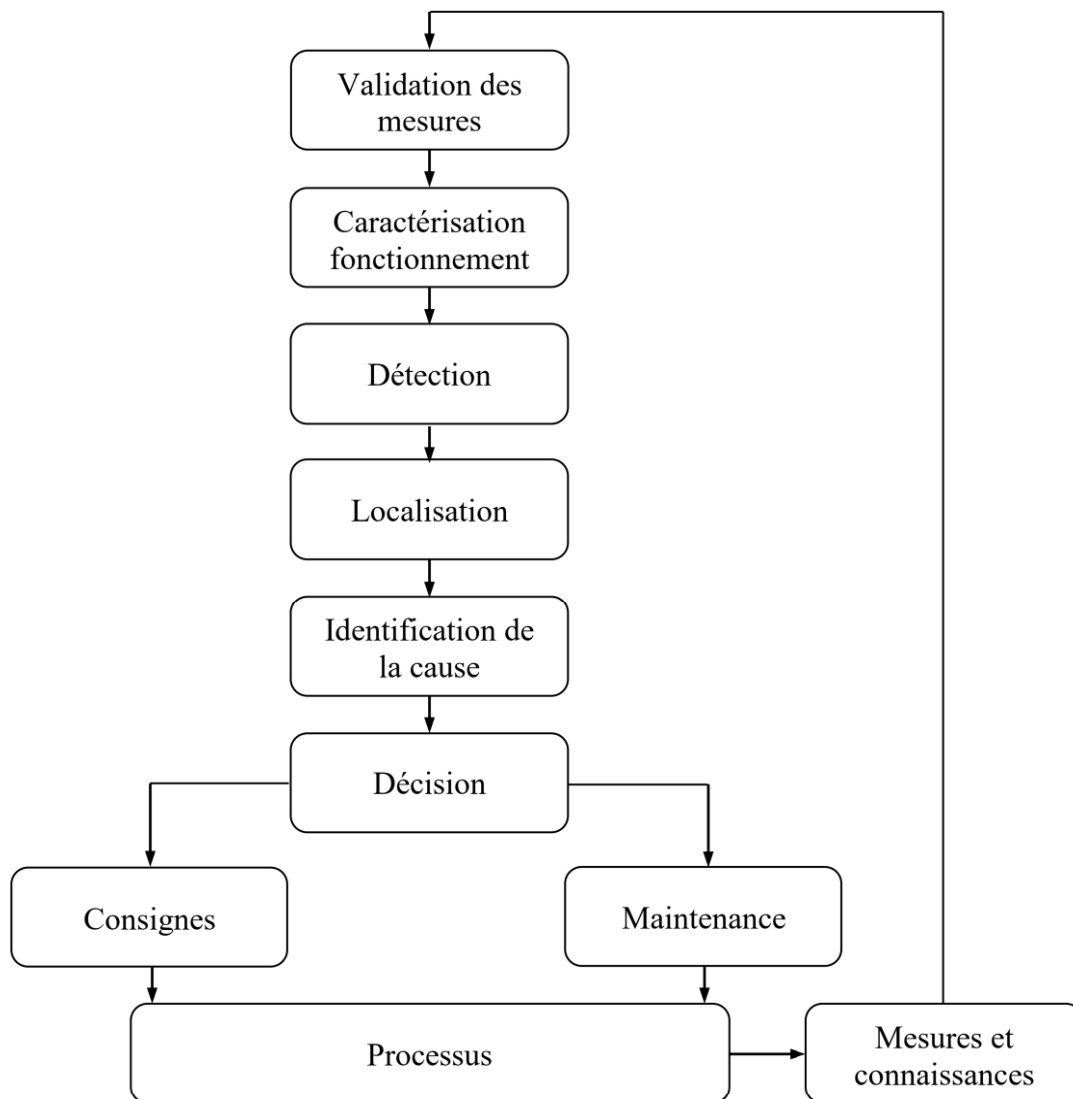 Validation des
mesures
Caractérisation
fonctionnement
Détection
Localisation
Identification de
la cause
Décision
Consignes
Maintenance
Processus
Mesures et
connaissances